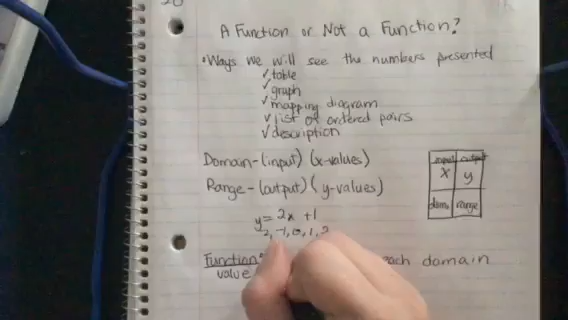 20
A Function or Not a Function?
•Ways we will see the numbers presented
✓table
✓graph
✓mapping diagram
✓list of ordered pairs
✓description
Domain-(input) (x-values)
Range-(output) (y-values)
input output
x y
dom. range
y=2x +1
2,-1,0,1,2
Function: each domain
value